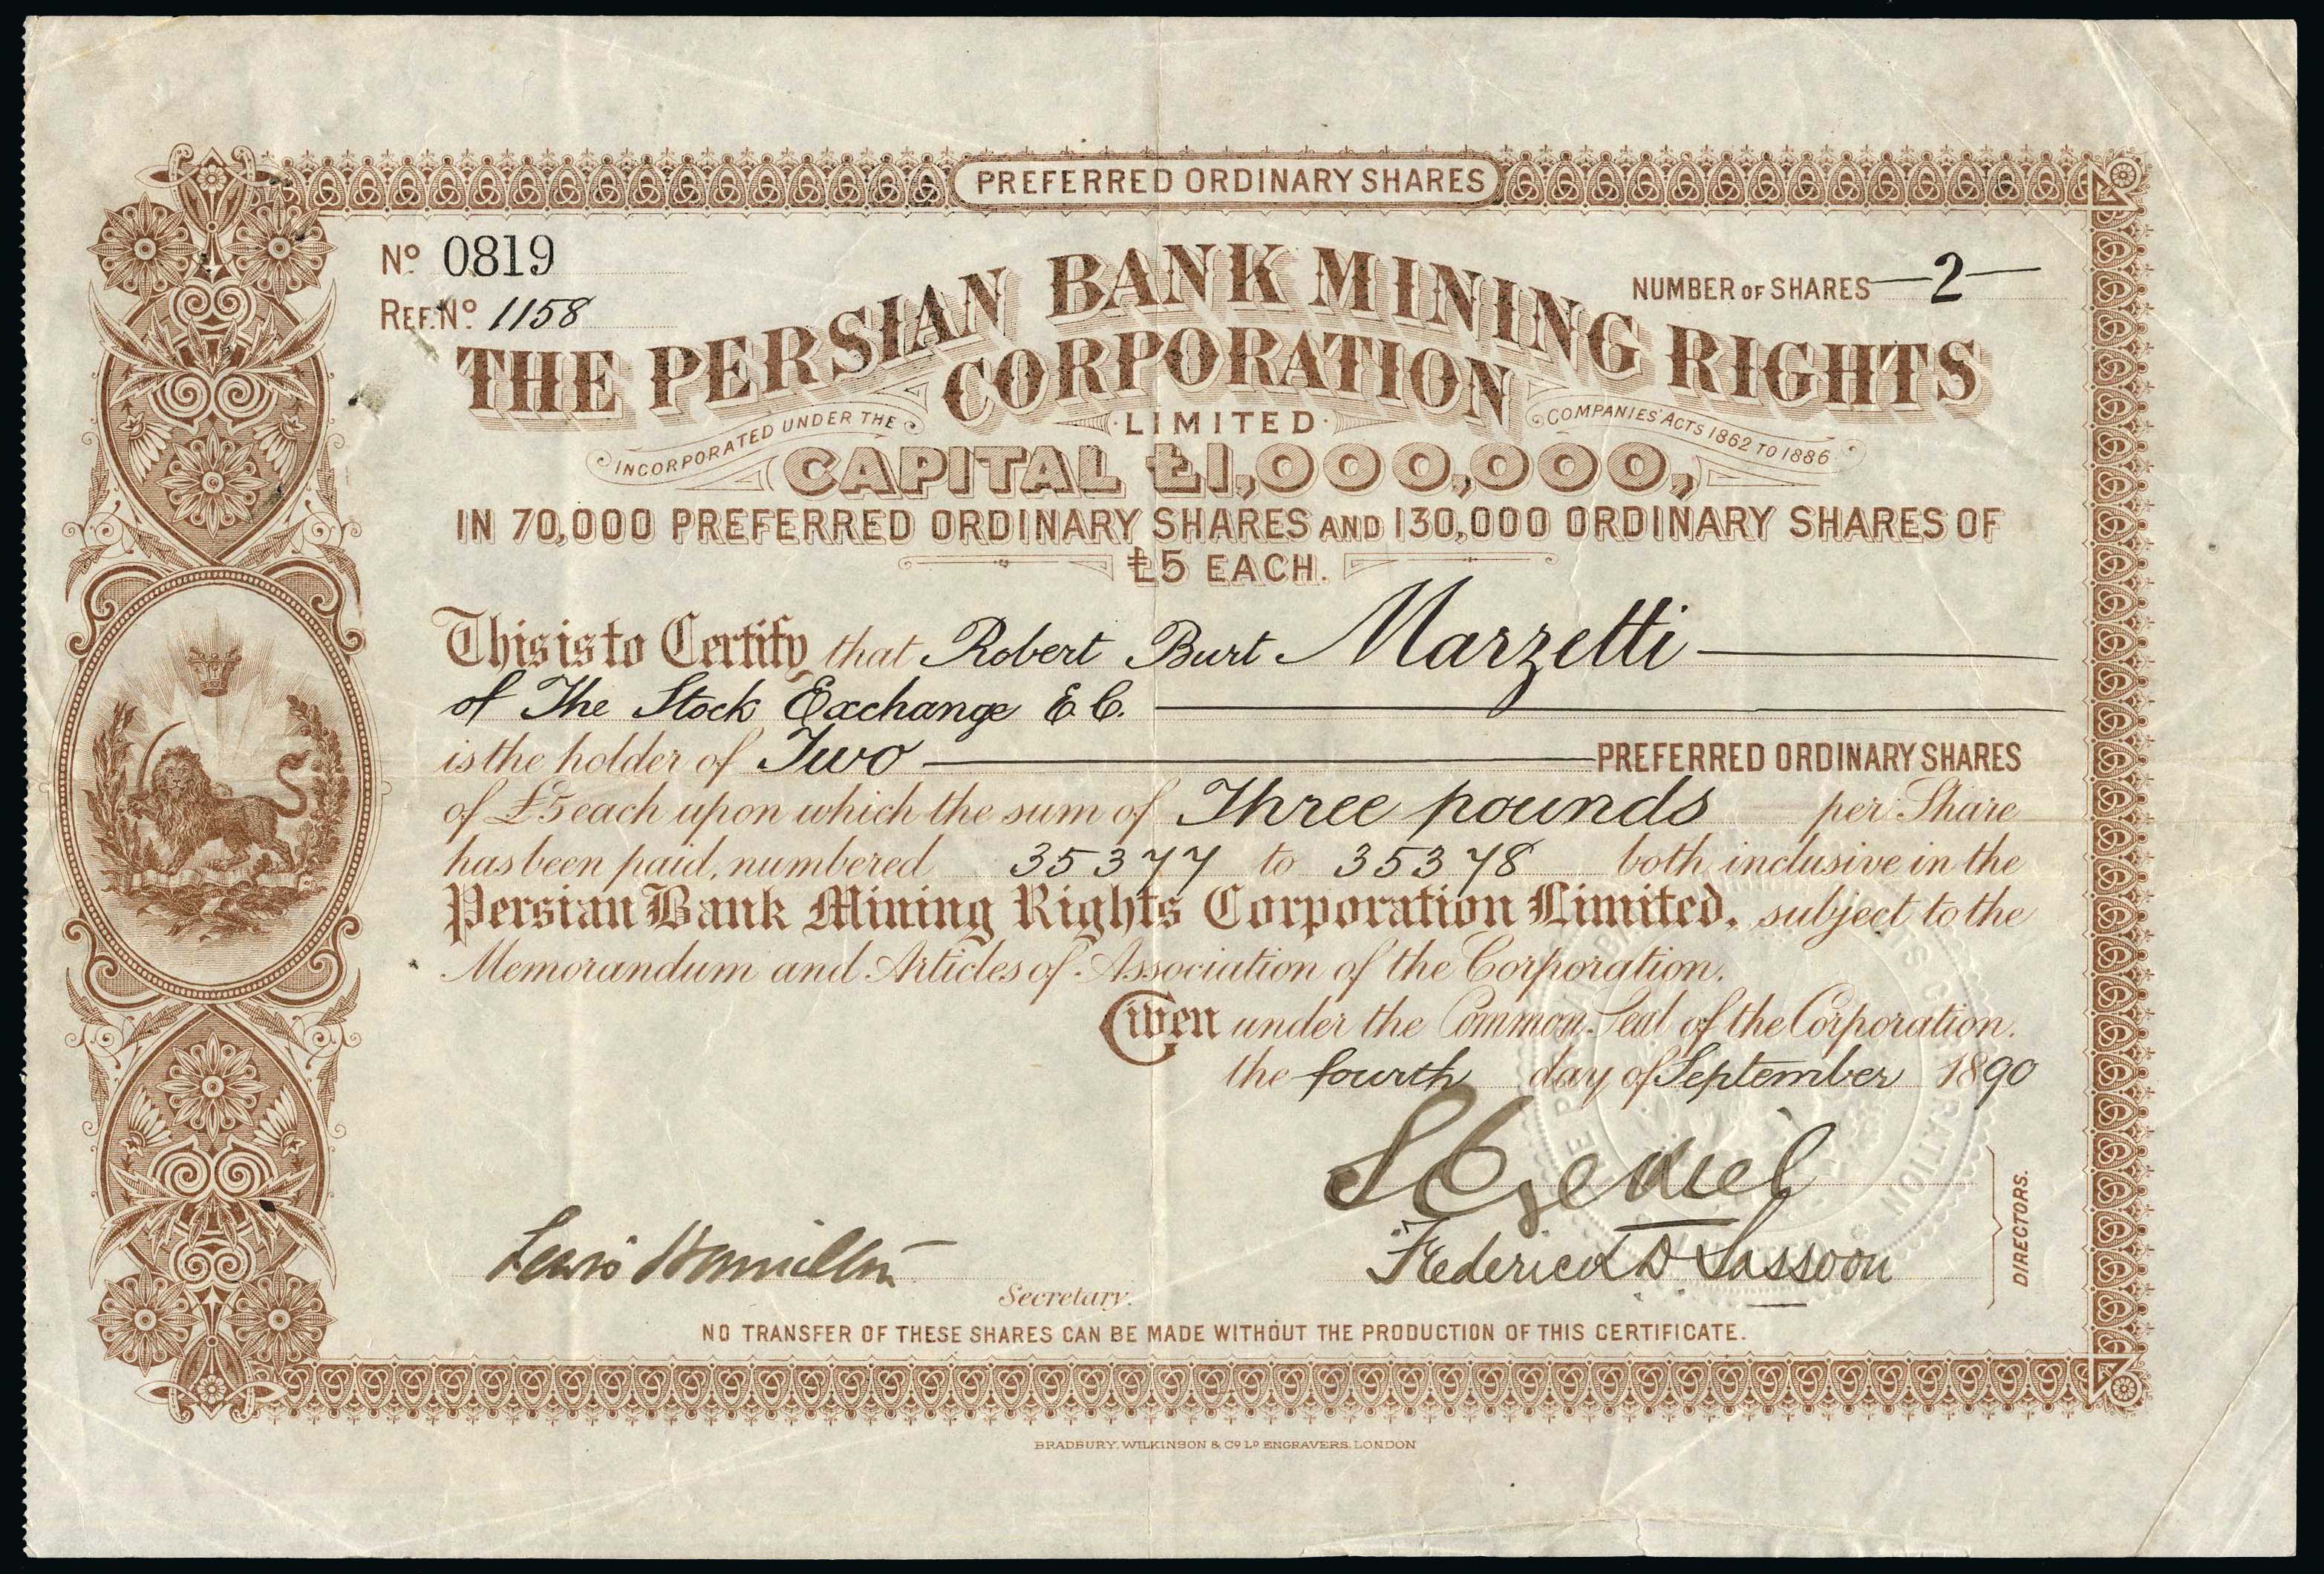 PREFERRED ORDINARY SHARES
No. 0819
NUMBER OF SHARES 2
REF. No. 1158
THE PERSIAN BANK MINING RIGHTS
CORPORATION
LIMITED
INCORPORATED UNDER THE COMPANIES' ACTS 1862 TO 1886
CAPITAL £1,000,000,
IN 70,000 PREFERRED ORDINARY SHARES AND 130,000 ORDINARY SHARES OF
£5 EACH.
This is to Certify that Robert Burt Marzetti
of The Stock Exchange E.C.
is the holder of Two PREFERRED ORDINARY SHARES
of £5 each upon which the sum of Three pounds per Share
has been paid, numbered 35377 to 35378 both inclusive in the
Persian Bank Mining Rights Corporation Limited, subject to the
Memorandum and Articles of Association of the Corporation.
Given under the Common Seal of the Corporation.
the fourth day of September 1890
S Ezekiel
Frederick D Sassoon
DIRECTORS.
Lewis Hamilton
Secretary.
NO TRANSFER OF THESE SHARES CAN BE MADE WITHOUT THE PRODUCTION OF THIS CERTIFICATE.
BRADBURY, WILKINSON & Co. LD. ENGRAVERS, LONDON